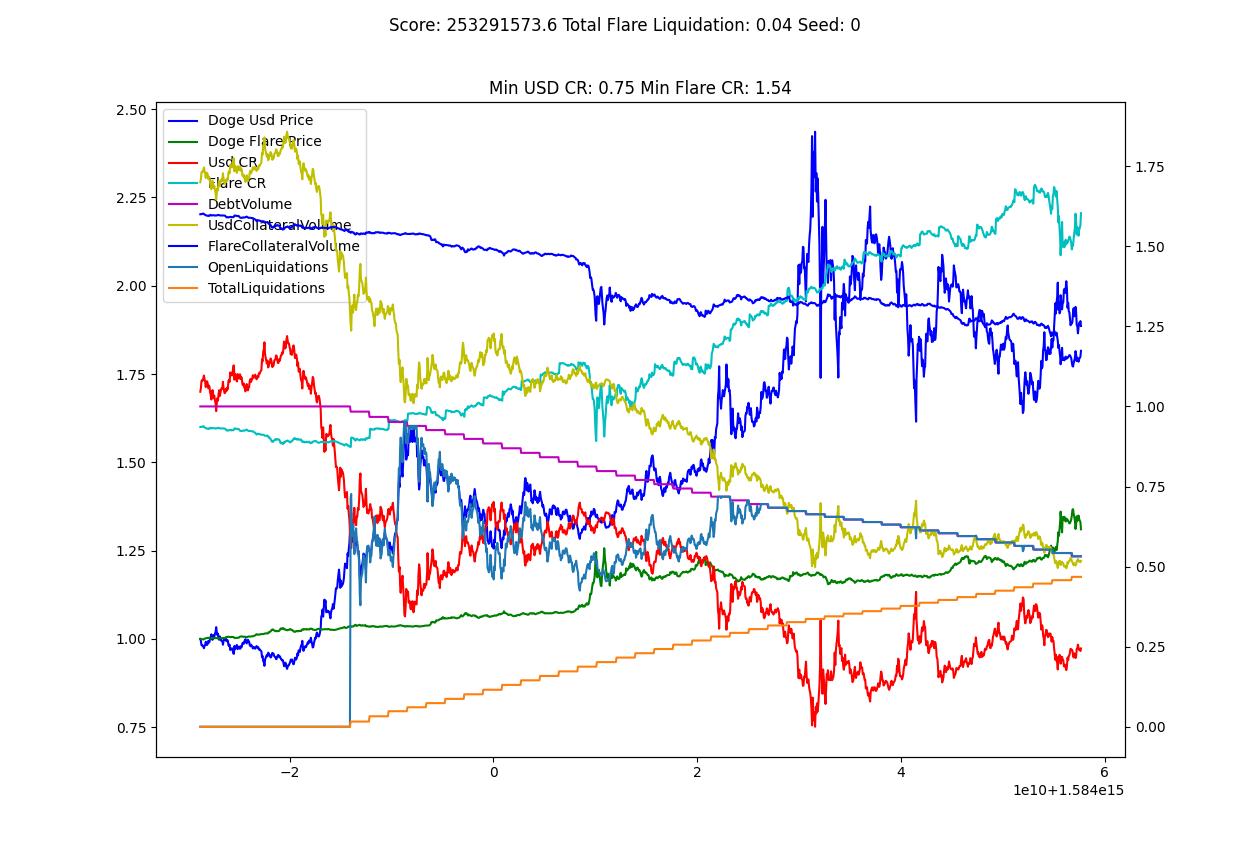 Score: 253291573.6 Total Flare Liquidation: 0.04 Seed: 0
Min USD CR: 0.75 Min Flare CR: 1.54
Doge Usd Price
Doge Flare Price
Usd CR
Flare CR
DebtVolume
UsdCollateralVolume
FlareCollateralVolume
OpenLiquidations
TotalLiquidations
2.50
2.25
2.00
1.75
1.50
1.25
1.00
0.75
1.75
1.50
1.25
1.00
0.75
0.50
0.25
0.00
−2 0 2 4 6
1e10+1.584e15